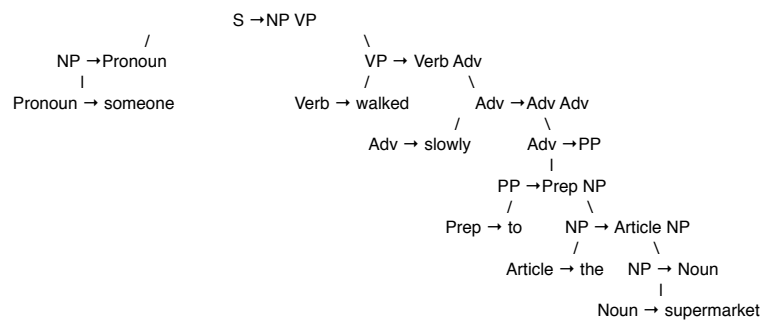 S → NP VP
/ \
NP → Pronoun VP → Verb Adv
| / \
Pronoun → someone Verb → walked Adv → Adv Adv
/ \
Adv → slowly Adv → PP
|
PP → Prep NP
/ \
Prep → to NP → Article NP
/ \
Article → the NP → Noun
|
Noun → supermarket